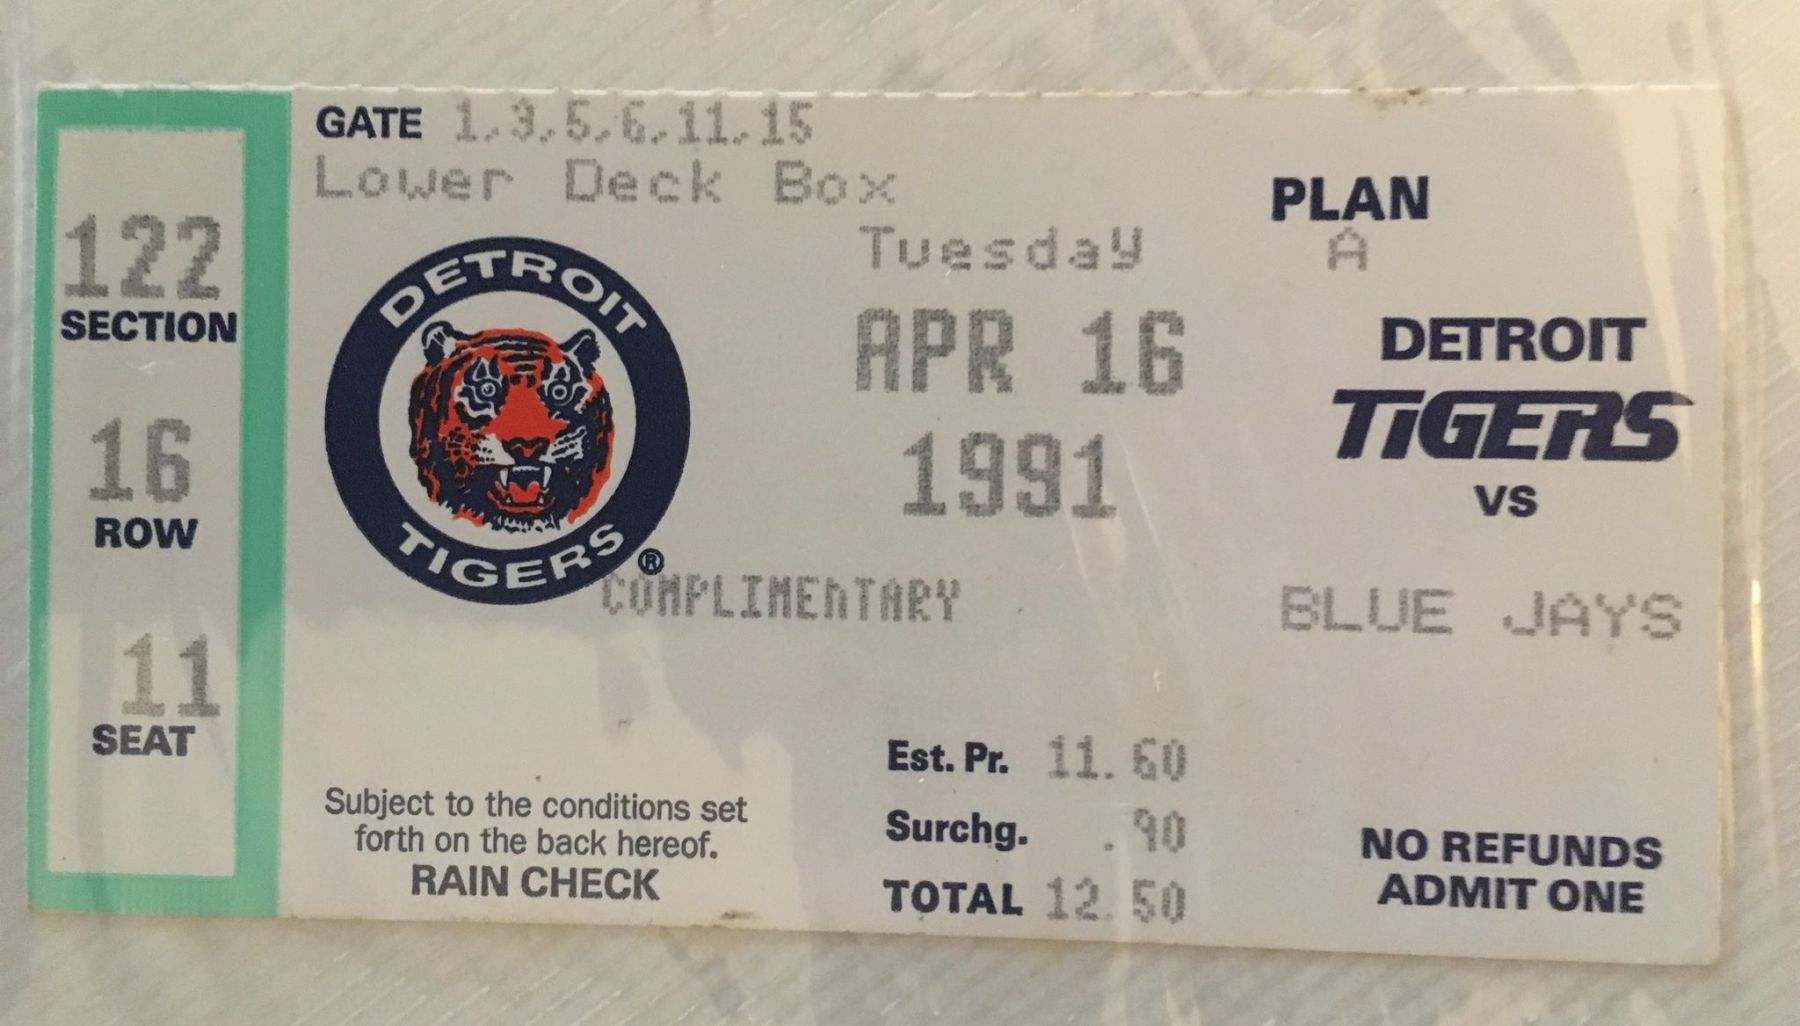 122
SECTION
16
ROW
11
SEAT
GATE 1,3,5,6,11,15
Lower Deck Box
DETROIT
TIGERS
®
Tuesday
APR 16
1991
COMPLIMENTARY
PLAN
A
DETROIT
TIGERS
VS
BLUE JAYS
Est. Pr. 11.60
Surchg. .90
TOTAL 12.50
Subject to the conditions set
forth on the back hereof.
RAIN CHECK
NO REFUNDS
ADMIT ONE